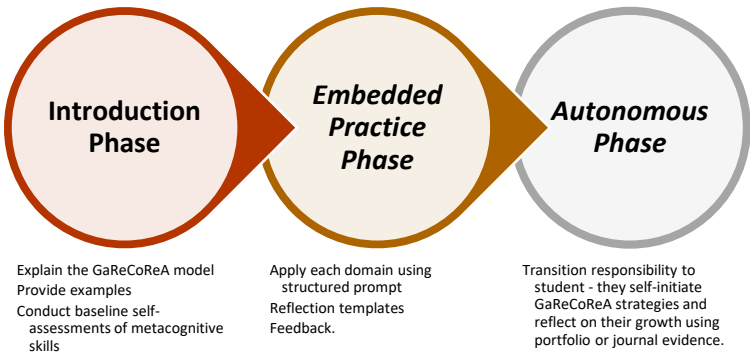 Introduction
Phase
Embedded
Practice
Phase
Autonomous
Phase
Explain the GaReCoReA model
Provide examples
Conduct baseline self-
assessments of metacognitive
skills
Apply each domain using
structured prompt
Reflection templates
Feedback.
Transition responsibility to
student - they self-initiate
GaReCoReA strategies and
reflect on their growth using
portfolio or journal evidence.